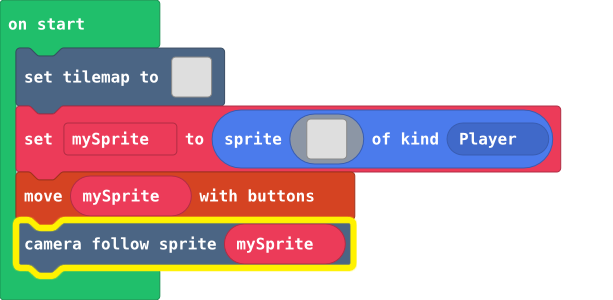 on start
set tilemap to
set mySprite to sprite of kind Player
move mySprite with buttons
camera follow sprite mySprite